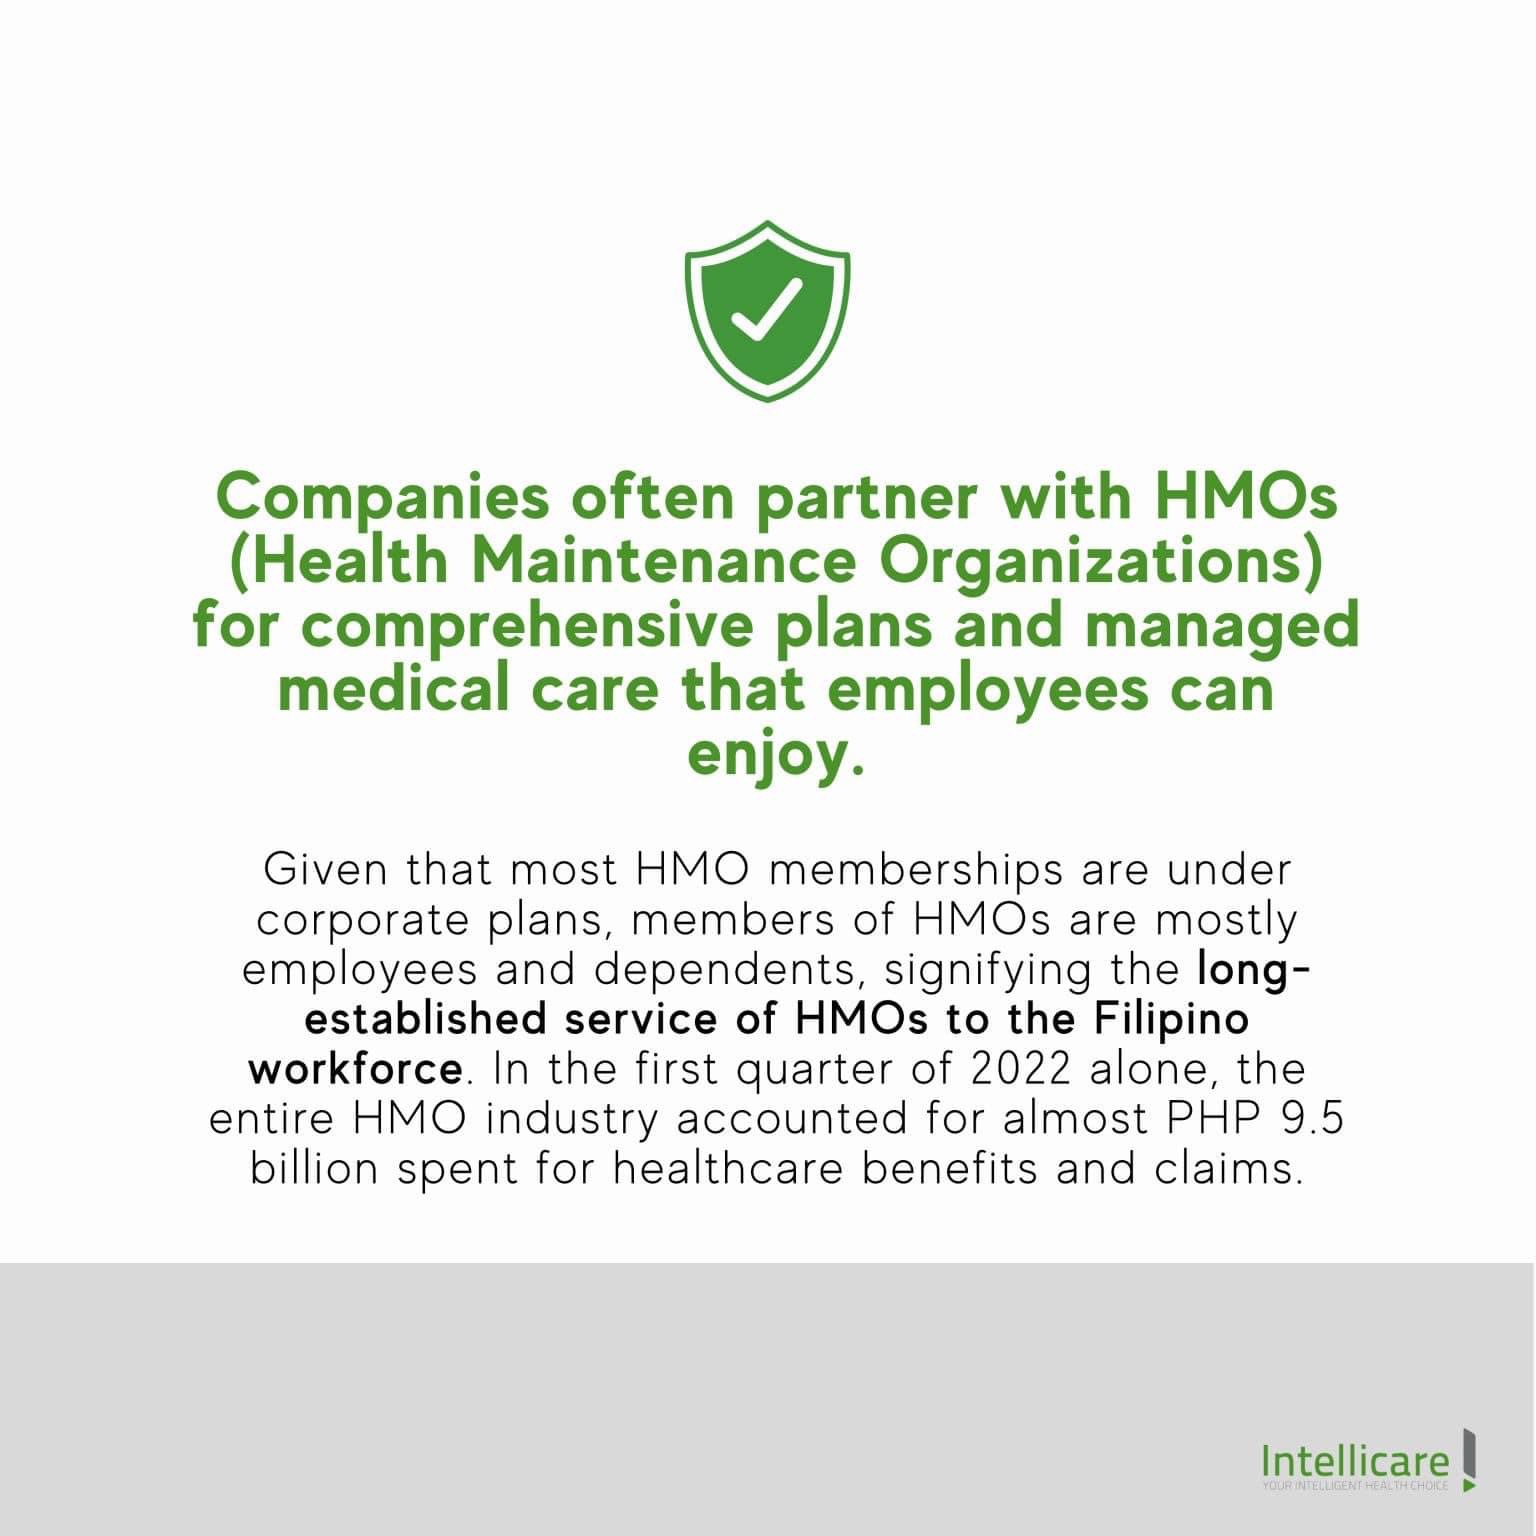 Companies often partner with HMOs
(Health Maintenance Organizations)
for comprehensive plans and managed
medical care that employees can
enjoy.
Given that most HMO memberships are under
corporate plans, members of HMOs are mostly
employees and dependents, signifying the long-
established service of HMOs to the Filipino
workforce. In the first quarter of 2022 alone, the
entire HMO industry accounted for almost PHP 9.5
billion spent for healthcare benefits and claims.
Intellicare
YOUR INTELLIGENT HEALTH CHOICE